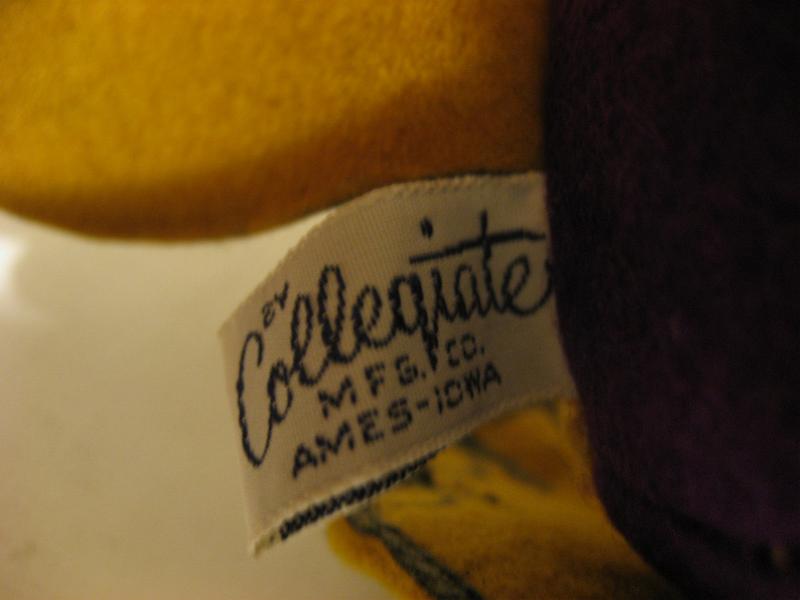 BY
Collegiate
MFG. CO.
AMES-IOWA